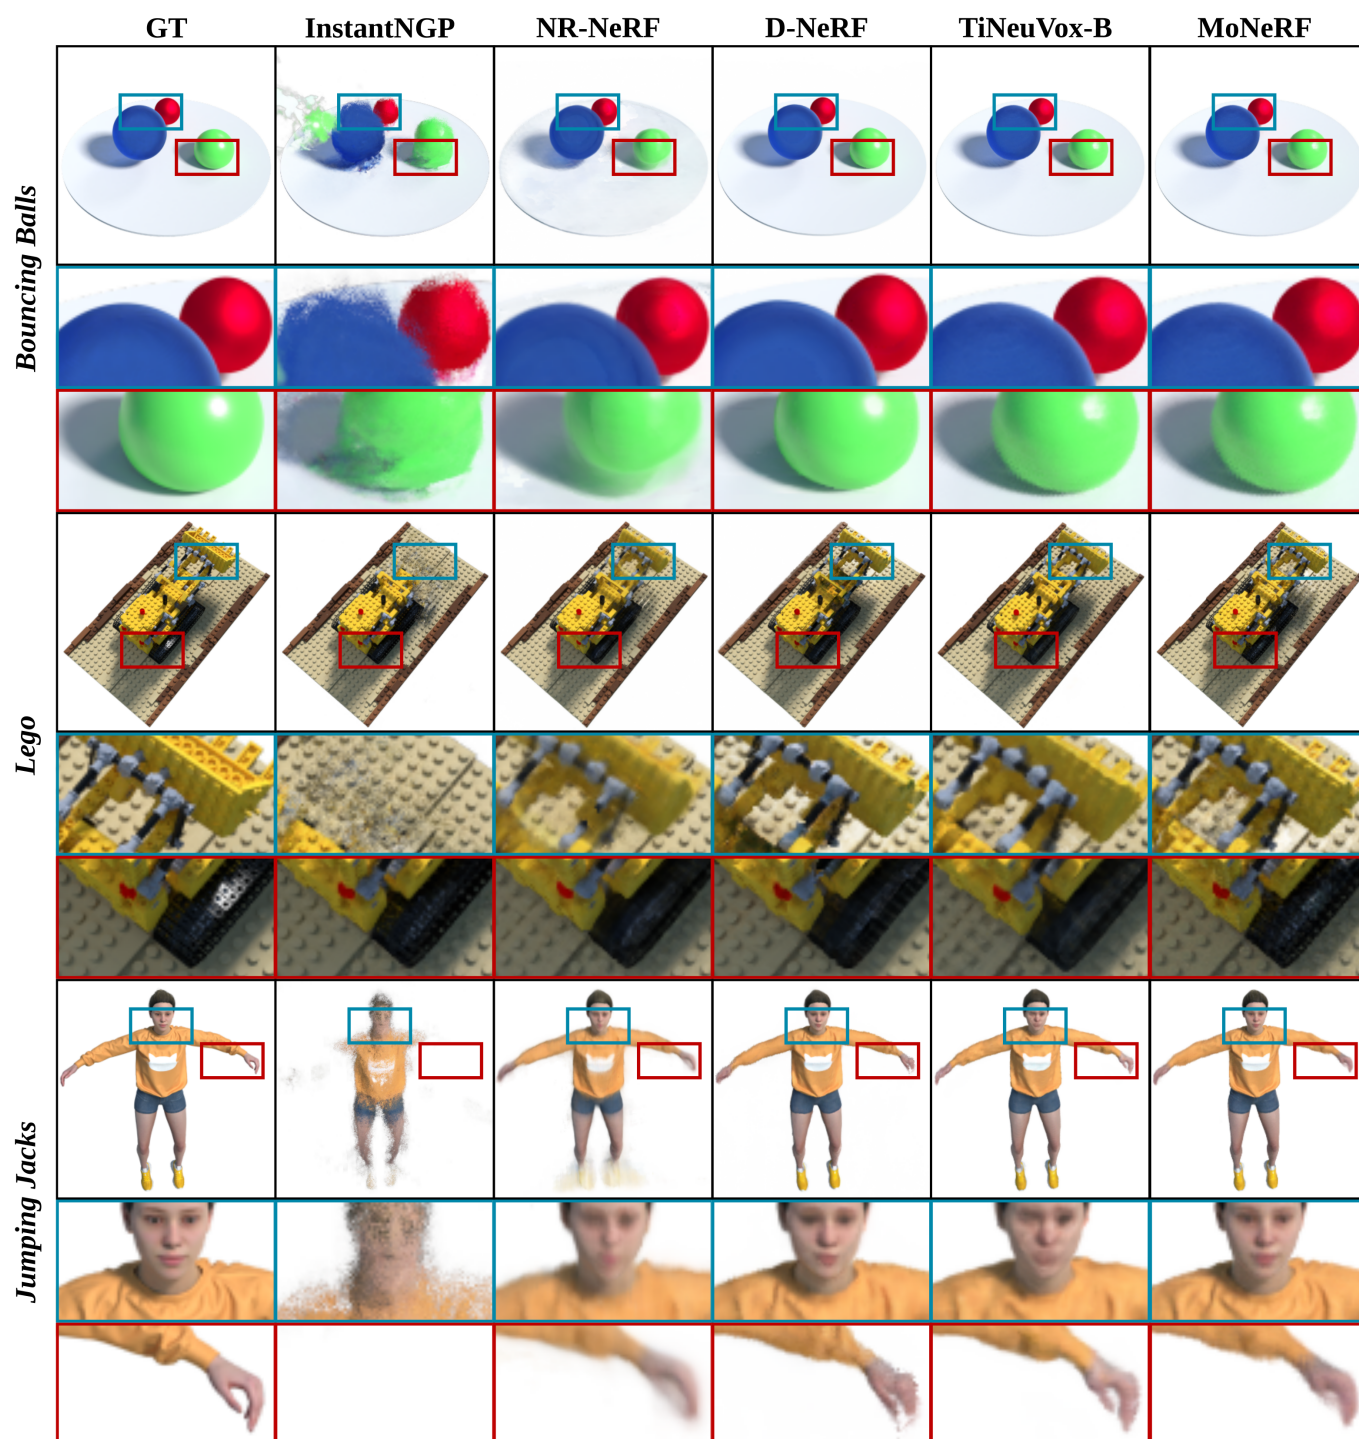 GT InstantNGP NR-NeRF D-NeRF TiNeuVox-B MoNeRF
Bouncing Balls
Lego
Jumping Jacks